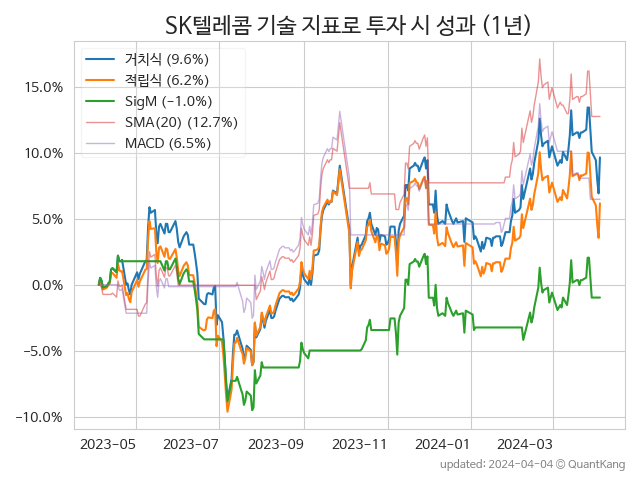 SK텔레콤 기술 지표로 투자 시 성과 (1년)
거치식 (9.6%)
적립식 (6.2%)
SigM (−1.0%)
SMA(20) (12.7%)
MACD (6.5%)
15.0%
10.0%
5.0%
0.0%
−5.0%
−10.0%
2023−05
2023−07
2023−09
2023−11
2024−01
2024−03
updated: 2024−04−04 ⓒ QuantKang